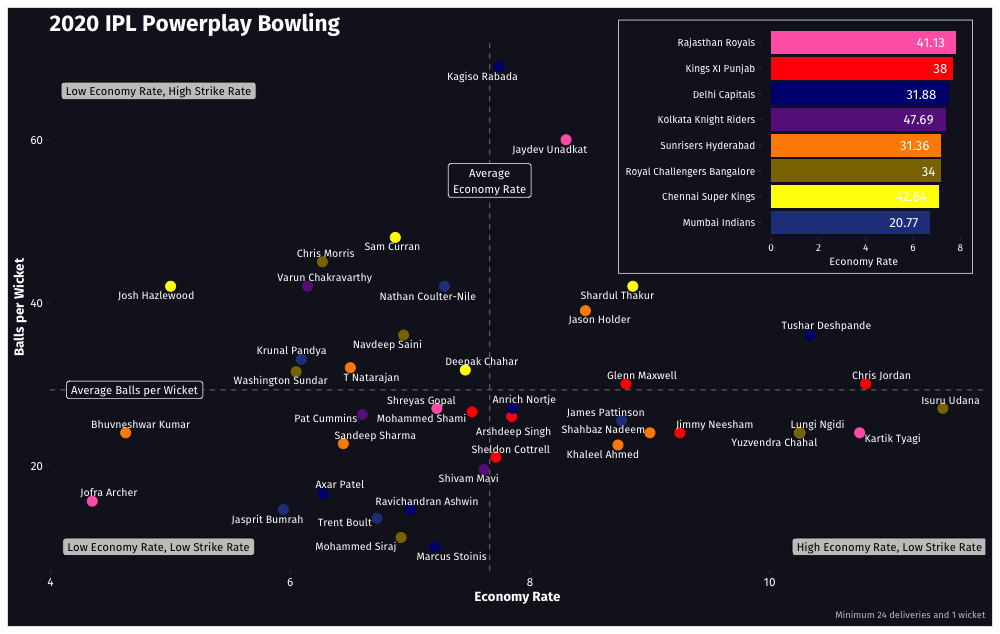 2020 IPL Powerplay Bowling
Rajasthan Royals 41.13
Kings XI Punjab 38
Delhi Capitals 31.88
Kolkata Knight Riders 47.69
Sunrisers Hyderabad 31.36
Royal Challengers Bangalore 34
Chennai Super Kings 42.64
Mumbai Indians 20.77
0 2 4 6 8
Economy Rate
Kagiso Rabada
Low Economy Rate, High Strike Rate
60
Jaydev Unadkat
Average
Economy Rate
Sam Curran
Chris Morris
Varun Chakravarthy
Josh Hazlewood
Nathan Coulter-Nile
Shardul Thakur
40
Jason Holder
Tushar Deshpande
Navdeep Saini
Krunal Pandya
Deepak Chahar
Washington Sundar
T Natarajan
Glenn Maxwell
Chris Jordan
Average Balls per Wicket
Shreyas Gopal
Anrich Nortje
Isuru Udana
Pat Cummins
Mohammed Shami
James Pattinson
Bhuvneshwar Kumar
Arshdeep Singh
Shahbaz Nadeem
Jimmy Neesham
Lungi Ngidi
Sandeep Sharma
Yuzvendra Chahal
Kartik Tyagi
Sheldon Cottrell
Khaleel Ahmed
20
Shivam Mavi
Axar Patel
Jofra Archer
Ravichandran Ashwin
Jasprit Bumrah
Trent Boult
Mohammed Siraj
Marcus Stoinis
Low Economy Rate, Low Strike Rate
High Economy Rate, Low Strike Rate
Balls per Wicket
4 6 8 10
Economy Rate
Minimum 24 deliveries and 1 wicket